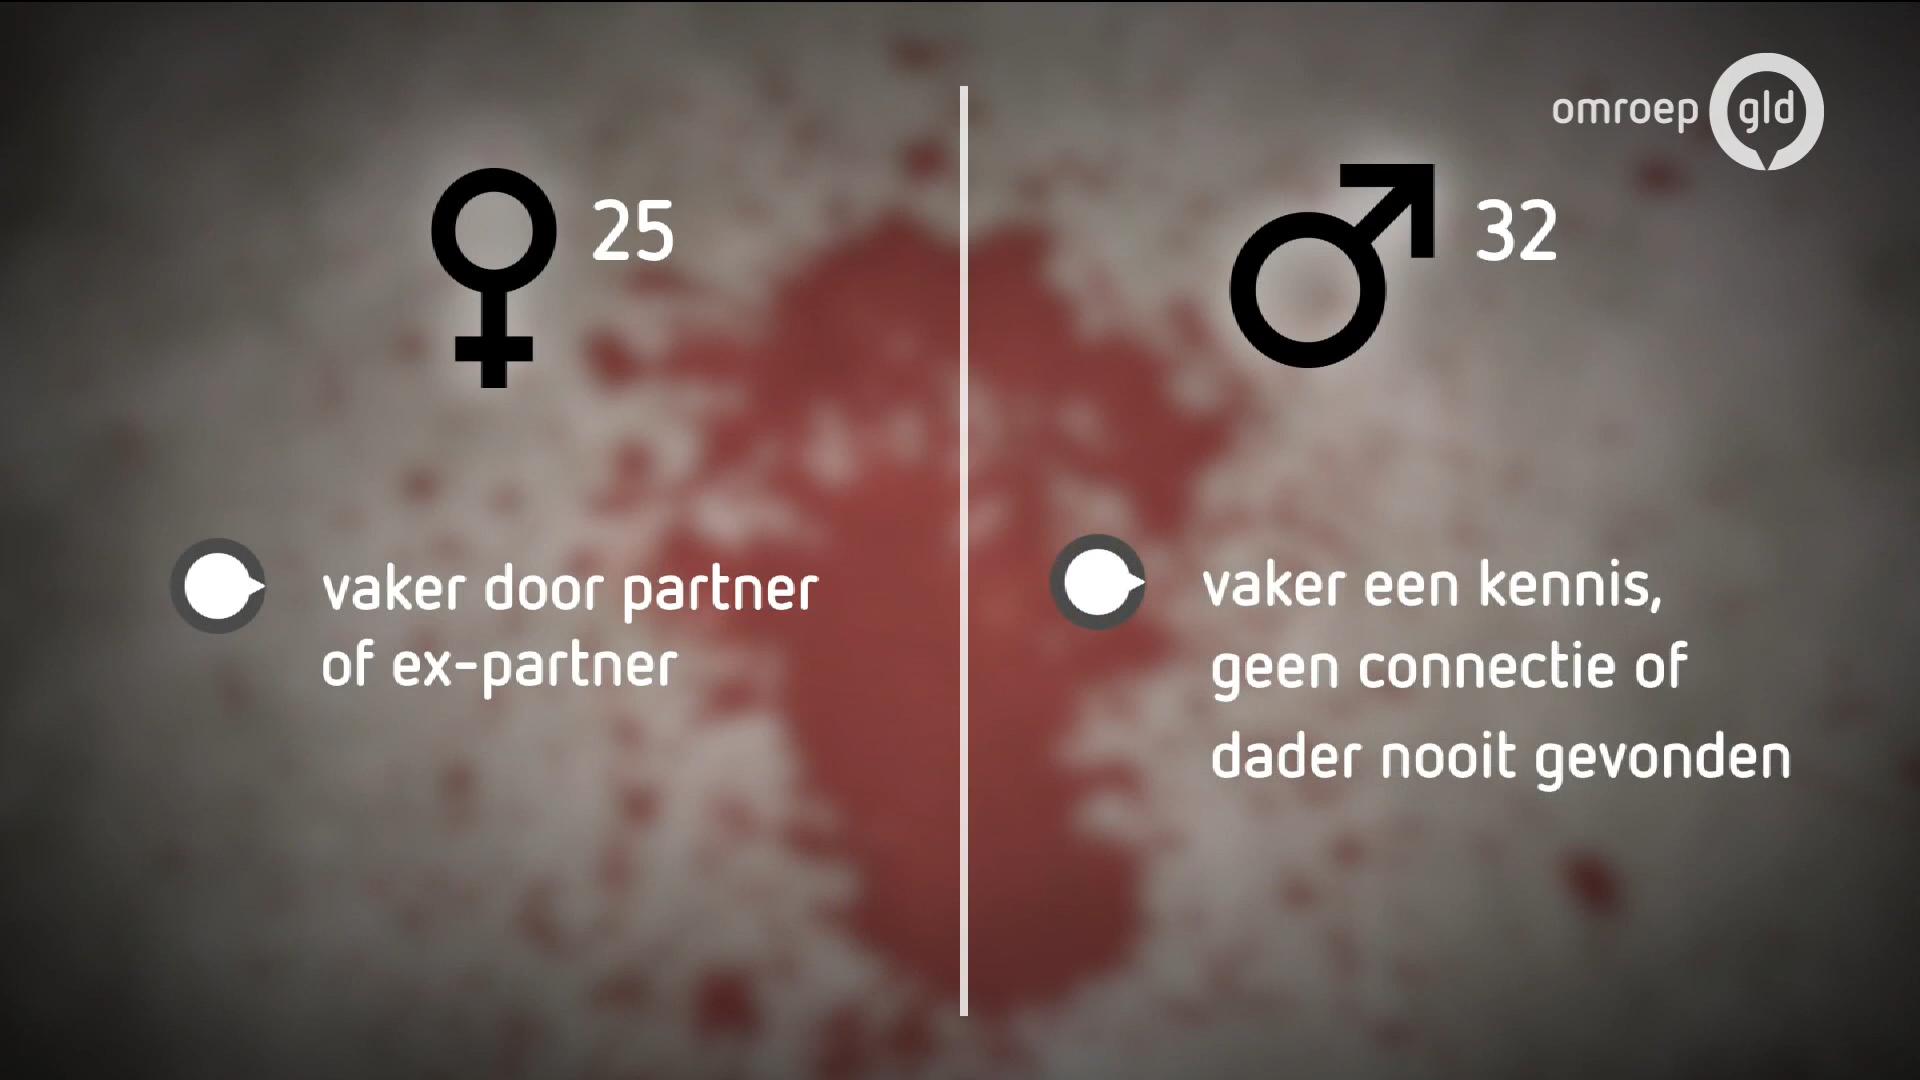 omroep gld
25
vaker door partner
of ex-partner
32
vaker een kennis,
geen connectie of
dader nooit gevonden